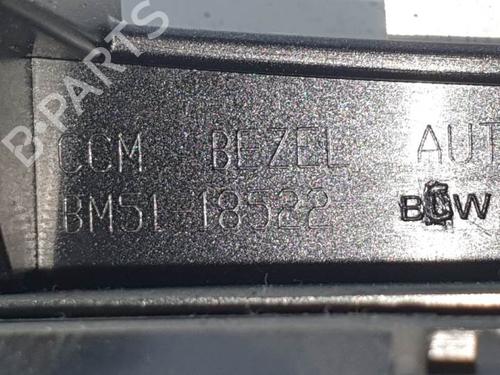 B-PARTS
CCM BEZEL AUT
BM51-18522 BCW